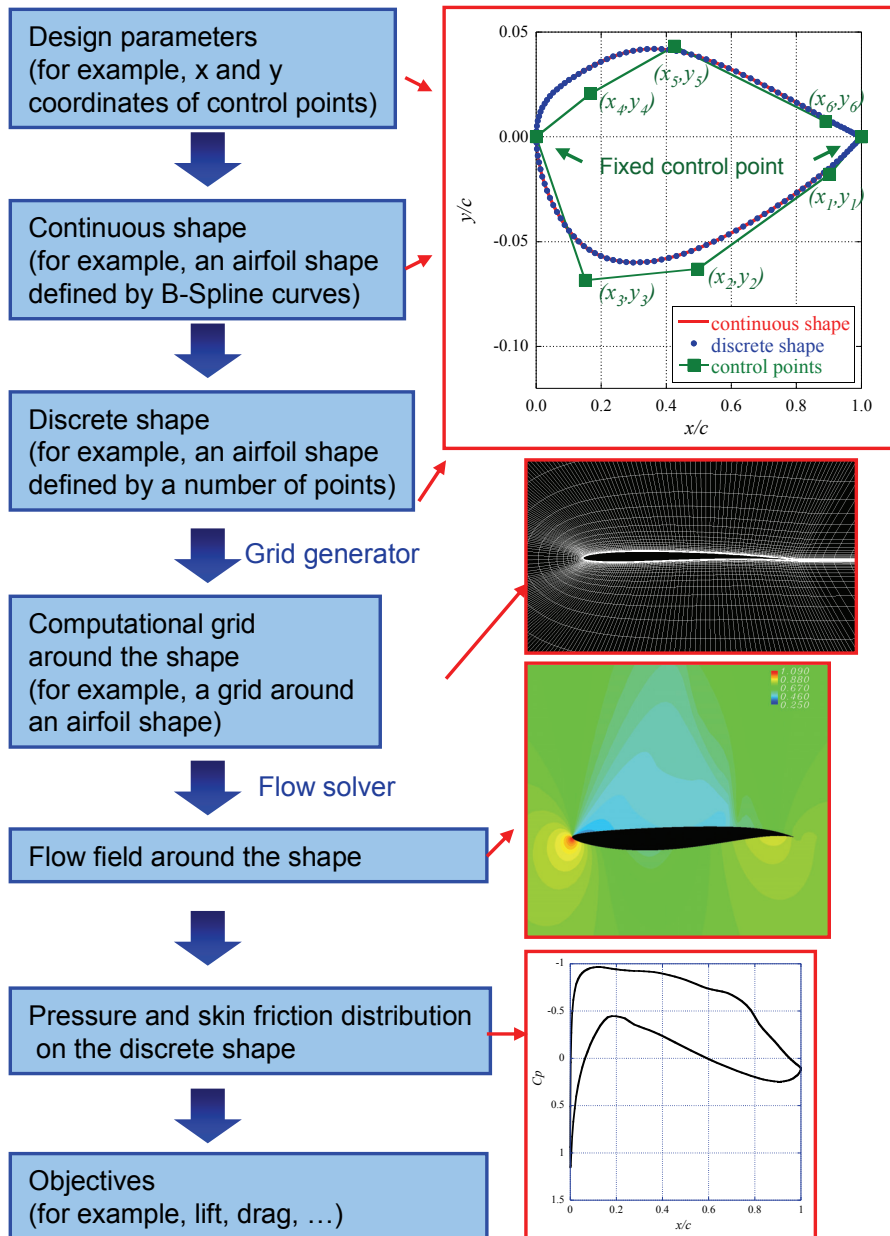 Design parameters
(for example, x and y
coordinates of control points)
Continuous shape
(for example, an airfoil shape
defined by B-Spline curves)
Discrete shape
(for example, an airfoil shape
defined by a number of points)
Grid generator
Computational grid
around the shape
(for example, a grid around
an airfoil shape)
Flow solver
Flow field around the shape
Pressure and skin friction distribution
on the discrete shape
Objectives
(for example, lift, drag, …)
0.05
0.00
-0.05
-0.10
y/c
(x5,y5)
(x4,y4)
(x6,y6)
Fixed control point
(x1,y1)
(x2,y2)
(x3,y3)
continuous shape
discrete shape
control points
0.0 0.2 0.4 0.6 0.8 1.0
x/c
1.090
0.880
0.670
0.460
0.250
-1
-0.5
0
0.5
1
1.5
Cp
0 0.2 0.4 0.6 0.8 1
x/c